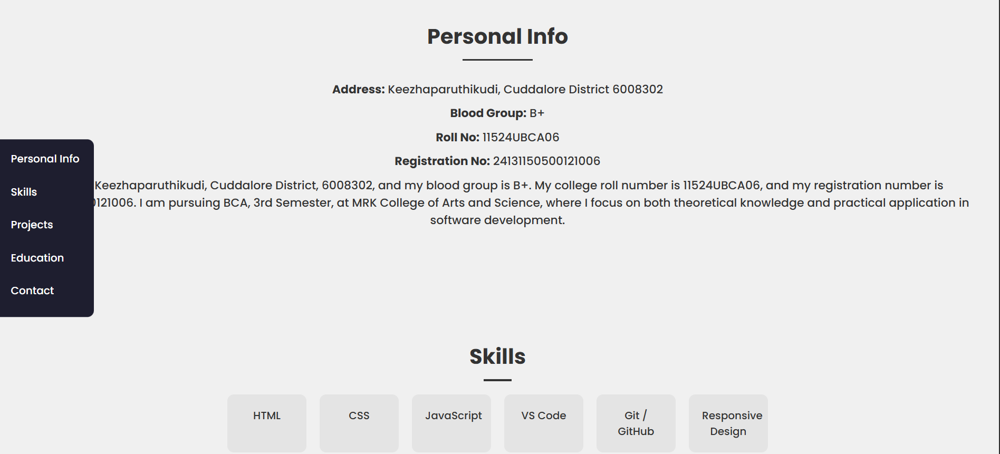 Personal Info
Address: Keezhaparuthikudi, Cuddalore District 6008302
Blood Group: B+
Roll No: 11524UBCA06
Registration No: 24131150500121006
Keezhaparuthikudi, Cuddalore District, 6008302, and my blood group is B+. My college roll number is 11524UBCA06, and my registration number is
0121006. I am pursuing BCA, 3rd Semester, at MRK College of Arts and Science, where I focus on both theoretical knowledge and practical application in
software development.
Personal Info
Skills
Projects
Education
Contact
Skills
HTML
CSS
JavaScript
VS Code
Git /
GitHub
Responsive
Design